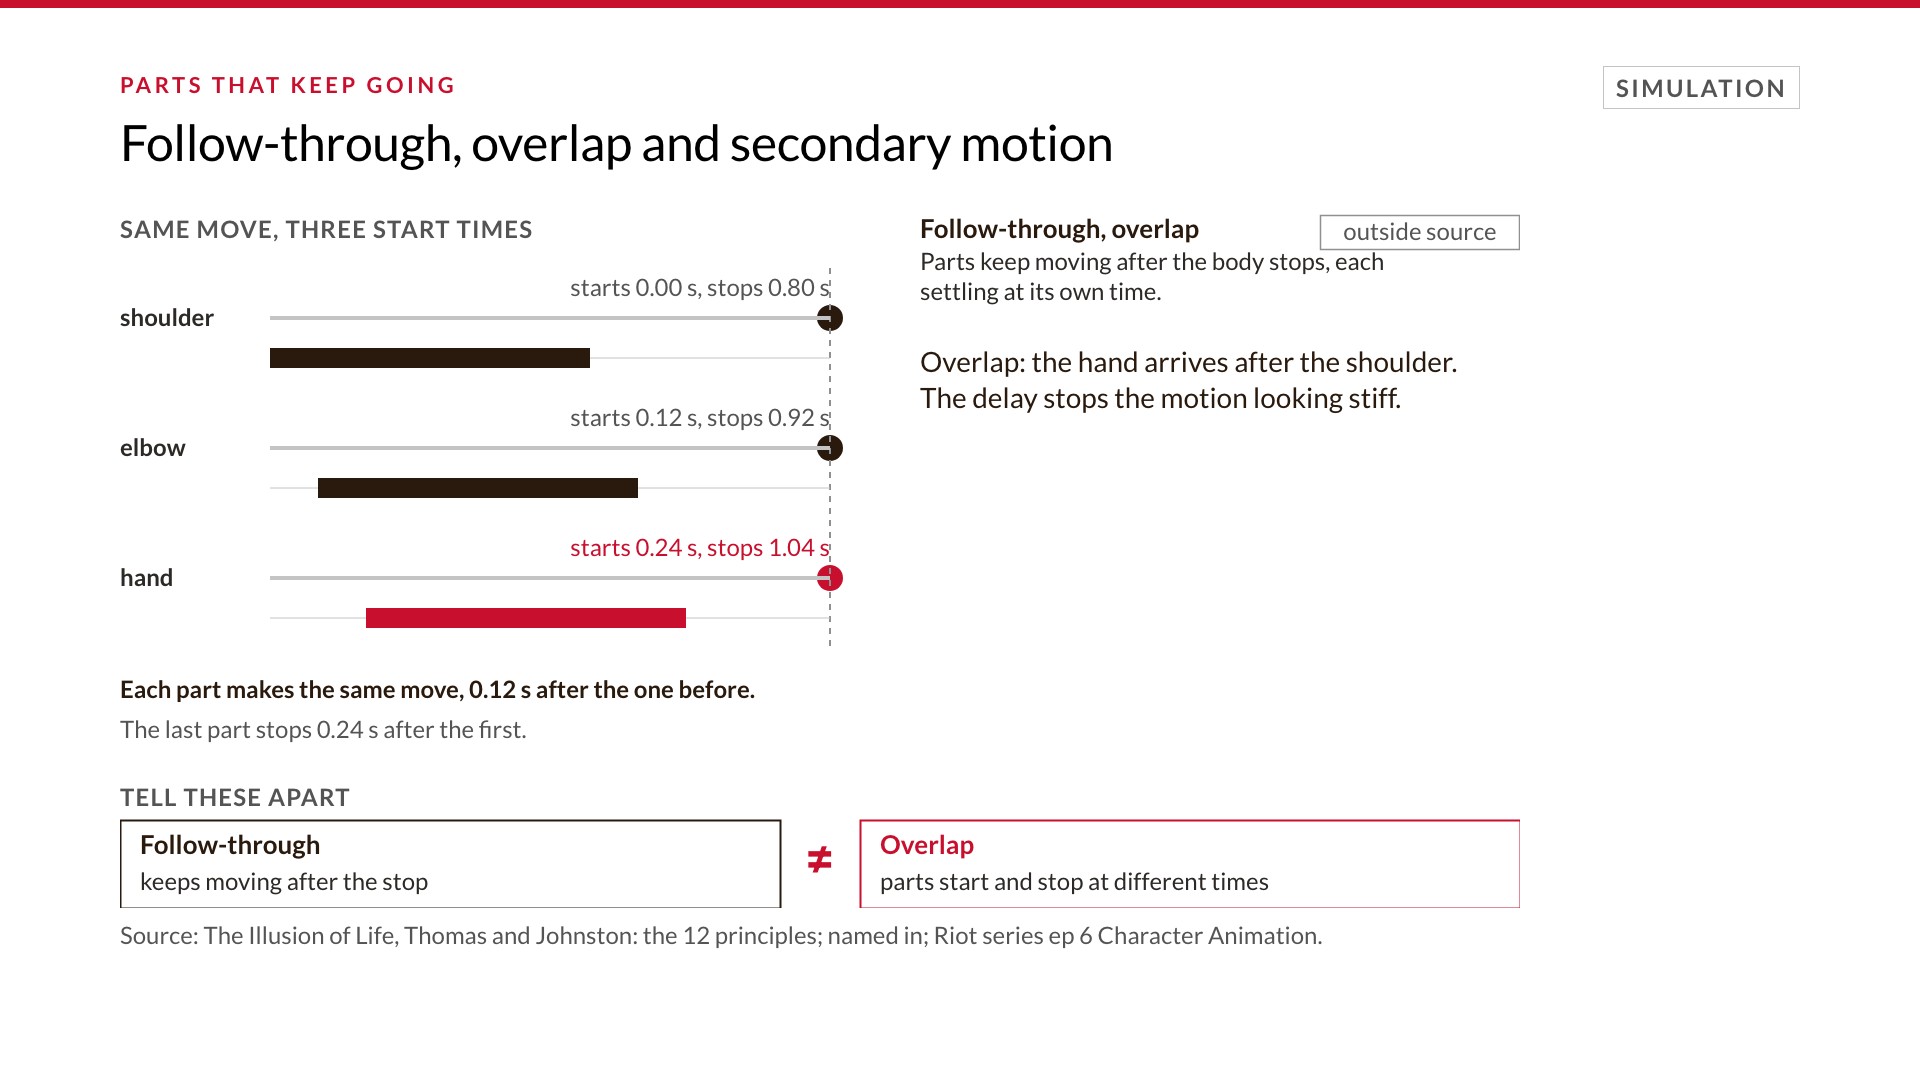 PARTS THAT KEEP GOING
SIMULATION
Follow-through, overlap and secondary motion
SAME MOVE, THREE START TIMES
starts 0.00 s, stops 0.80 s
shoulder
starts 0.12 s, stops 0.92 s
elbow
starts 0.24 s, stops 1.04 s
hand
Each part makes the same move, 0.12 s after the one before.
The last part stops 0.24 s after the first.
Follow-through, overlap
outside source
Parts keep moving after the body stops, each
settling at its own time.
Overlap: the hand arrives after the shoulder.
The delay stops the motion looking stiff.
TELL THESE APART
Follow-through
keeps moving after the stop
≠
Overlap
parts start and stop at different times
Source: The Illusion of Life, Thomas and Johnston: the 12 principles; named in; Riot series ep 6 Character Animation.